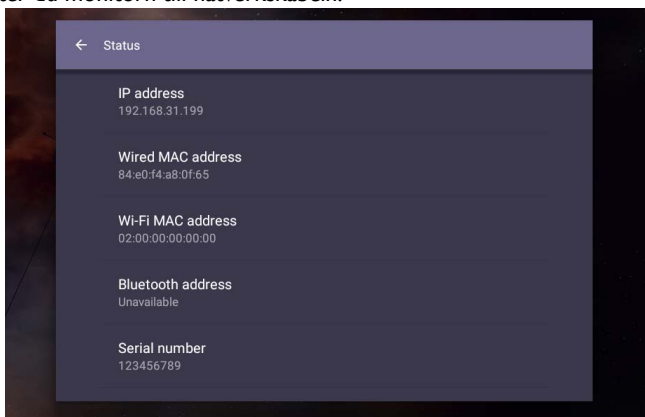 Status
IP address
192.168.31.199
Wired MAC address
84:e0:f4:a8:0f:65
Wi-Fi MAC address
02:00:00:00:00:00
Bluetooth address
Unavailable
Serial number
123456789